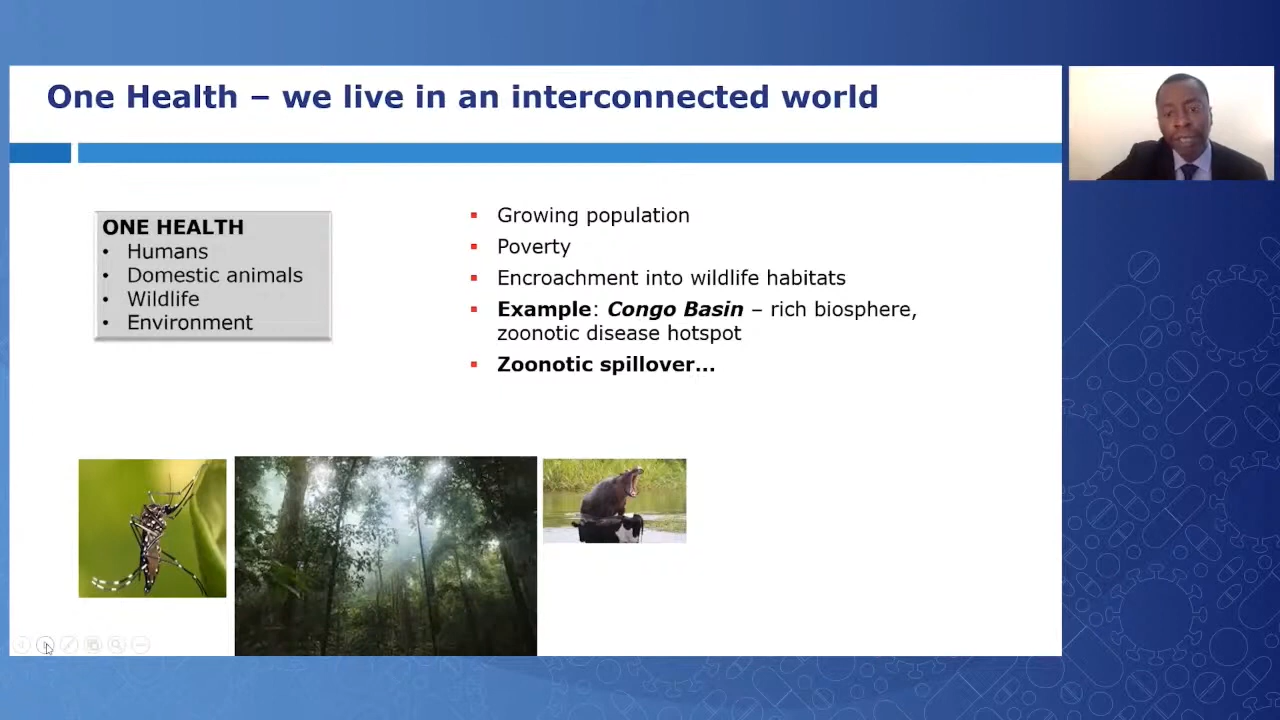 One Health – we live in an interconnected world
ONE HEALTH
• Humans
• Domestic animals
• Wildlife
• Environment
▪ Growing population
▪ Poverty
▪ Encroachment into wildlife habitats
▪ Example: Congo Basin – rich biosphere,
zoonotic disease hotspot
▪ Zoonotic spillover...